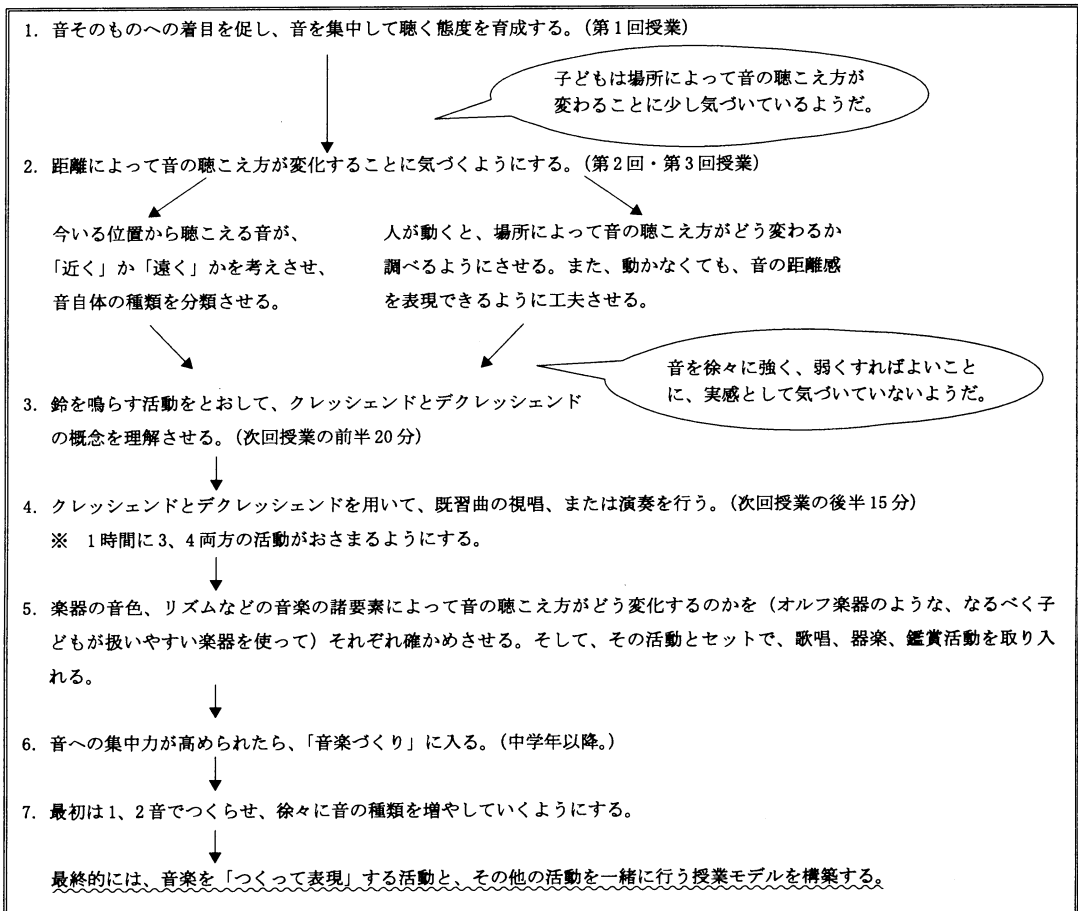 1. 音そのものへの着目を促し、音を集中して聴く態度を育成する。(第1回授業)
子どもは場所によって音の聴こえ方が
変わることに少し気づいているようだ。
2. 距離によって音の聴こえ方が変化することに気づくようにする。(第2回・第3回授業)
今いる位置から聴こえる音が、
「近く」か「遠く」かを考えさせ、
音自体の種類を分類させる。
人が動くと、場所によって音の聴こえ方がどう変わるか
調べるようにさせる。また、動かなくても、音の距離感
を表現できるように工夫させる。
音を徐々に強く、弱くすればよいこと
に、実感として気づいていないようだ。
3. 鈴を鳴らす活動をとおして、クレッシェンドとデクレッシェンド
の概念を理解させる。(次回授業の前半20分)
4. クレッシェンドとデクレッシェンドを用いて、既習曲の視唱、または演奏を行う。(次回授業の後半15分)
※ 1時間に3、4両方の活動がおさまるようにする。
5. 楽器の音色、リズムなどの音楽の諸要素によって音の聴こえ方がどう変化するのかを(オルフ楽器のような、なるべく子
どもが扱いやすい楽器を使って)それぞれ確かめさせる。そして、その活動とセットで、歌唱、器楽、鑑賞活動を取り入
れる。
6. 音への集中力が高められたら、「音楽づくり」に入る。(中学年以降。)
7. 最初は1、2音でつくらせ、徐々に音の種類を増やしていくようにする。
最終的には、音楽を「つくって表現」する活動と、その他の活動を一緒に行う授業モデルを構築する。